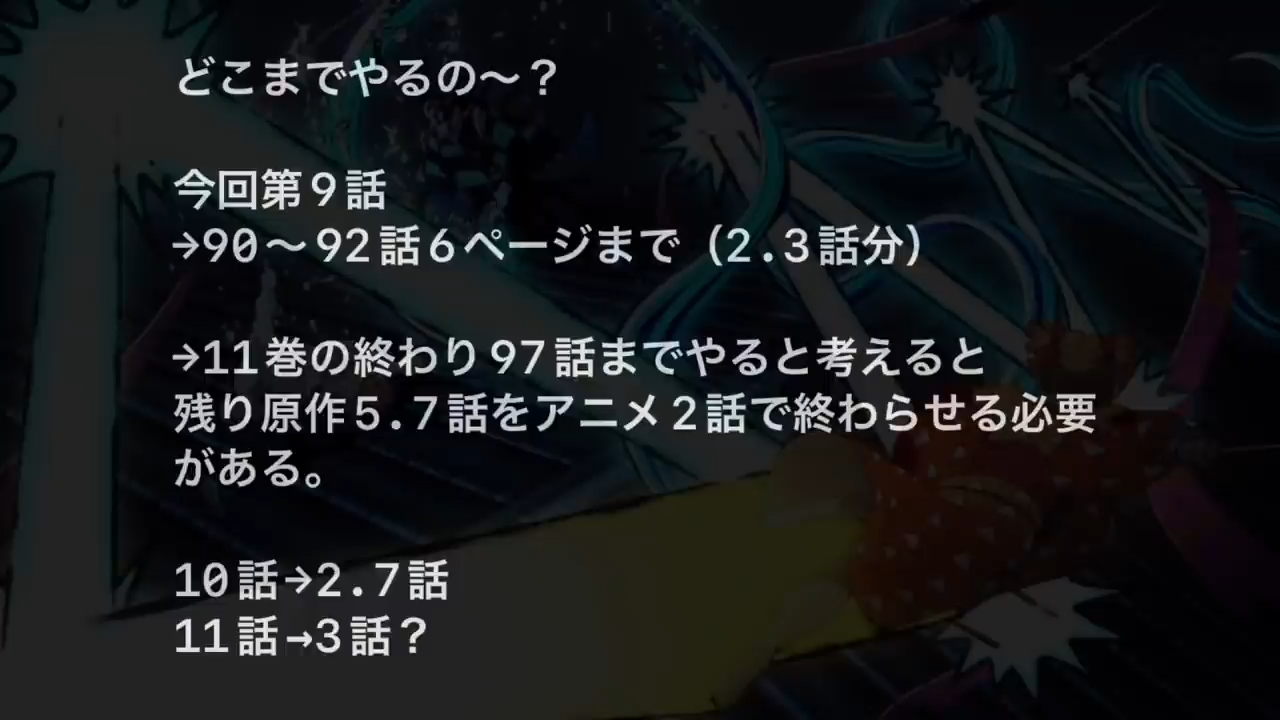 どこまでやるの〜？
今回第9話
→90〜92話6ページまで（2.3話分）
→11巻の終わり97話までやると考えると
残り原作5.7話をアニメ2話で終わらせる必要
がある。
10話→2.7話
11話→3話？